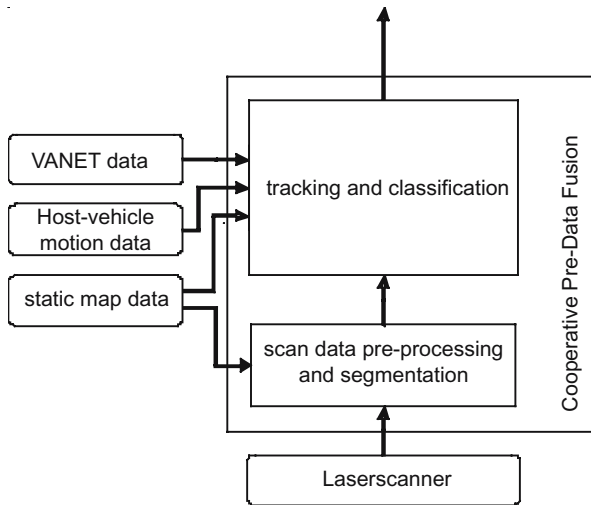 VANET data
Host-vehicle
motion data
static map data
tracking and classification
scan data pre-processing
and segmentation
Laserscanner
Cooperative Pre-Data Fusion